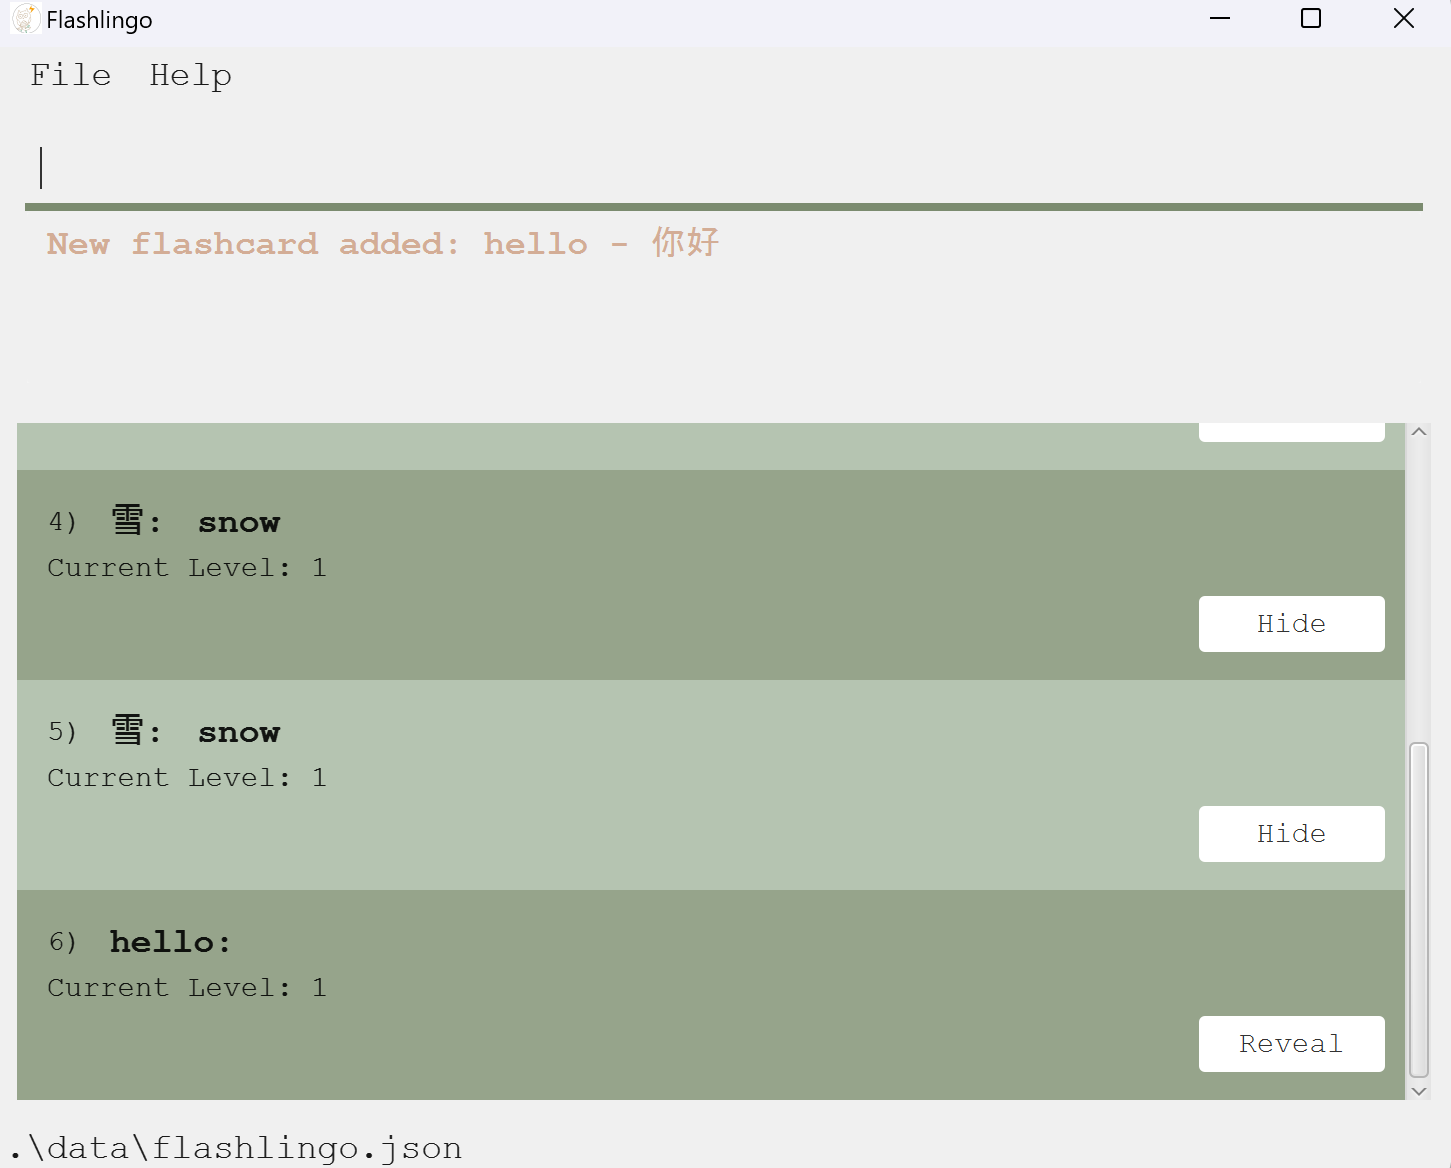 Flashlingo
File Help
New flashcard added: hello - 你好
4) 雪: snow
Current Level: 1
Hide
5) 雪: snow
Current Level: 1
Hide
6) hello:
Current Level: 1
Reveal
.\data\flashlingo.json